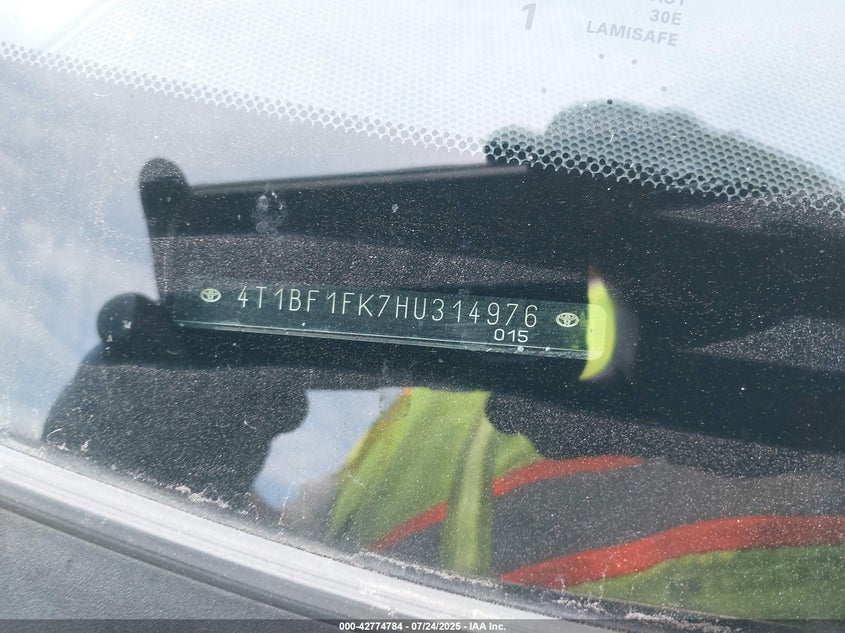 1
30E
LAMISAFE
4T1BF1FK7HU314976
015
000-42774784 - 07/24/2025 - IAA Inc.